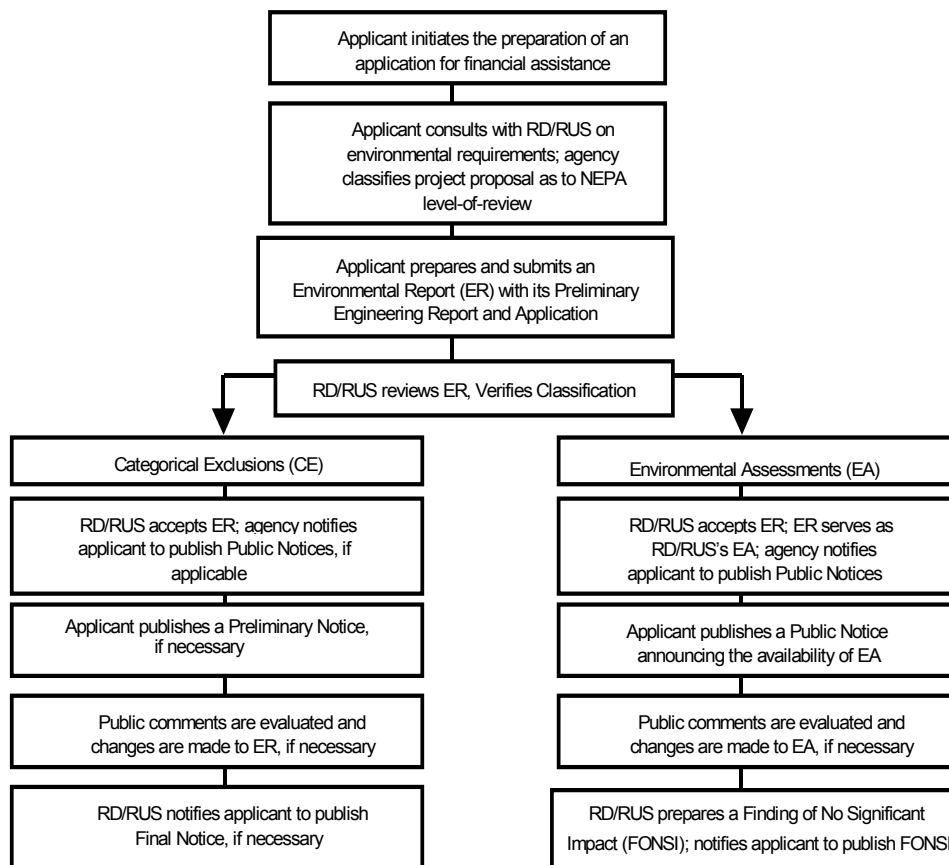 Applicant initiates the preparation of an
application for financial assistance
Applicant consults with RD/RUS on
environmental requirements; agency
classifies project proposal as to NEPA
level-of-review
Applicant prepares and submits an
Environmental Report (ER) with its Preliminary
Engineering Report and Application
RD/RUS reviews ER, Verifies Classification
Categorical Exclusions (CE)
RD/RUS accepts ER; agency notifies
applicant to publish Public Notices, if
applicable
Applicant publishes a Preliminary Notice,
if necessary
Public comments are evaluated and
changes are made to ER, if necessary
RD/RUS notifies applicant to publish
Final Notice, if necessary
Environmental Assessments (EA)
RD/RUS accepts ER; ER serves as
RD/RUS's EA; agency notifies
applicant to publish Public Notices
Applicant publishes a Public Notice
announcing the availability of EA
Public comments are evaluated and
changes are made to EA, if necessary
RD/RUS prepares a Finding of No Significant
Impact (FONSI); notifies applicant to publish FONSI